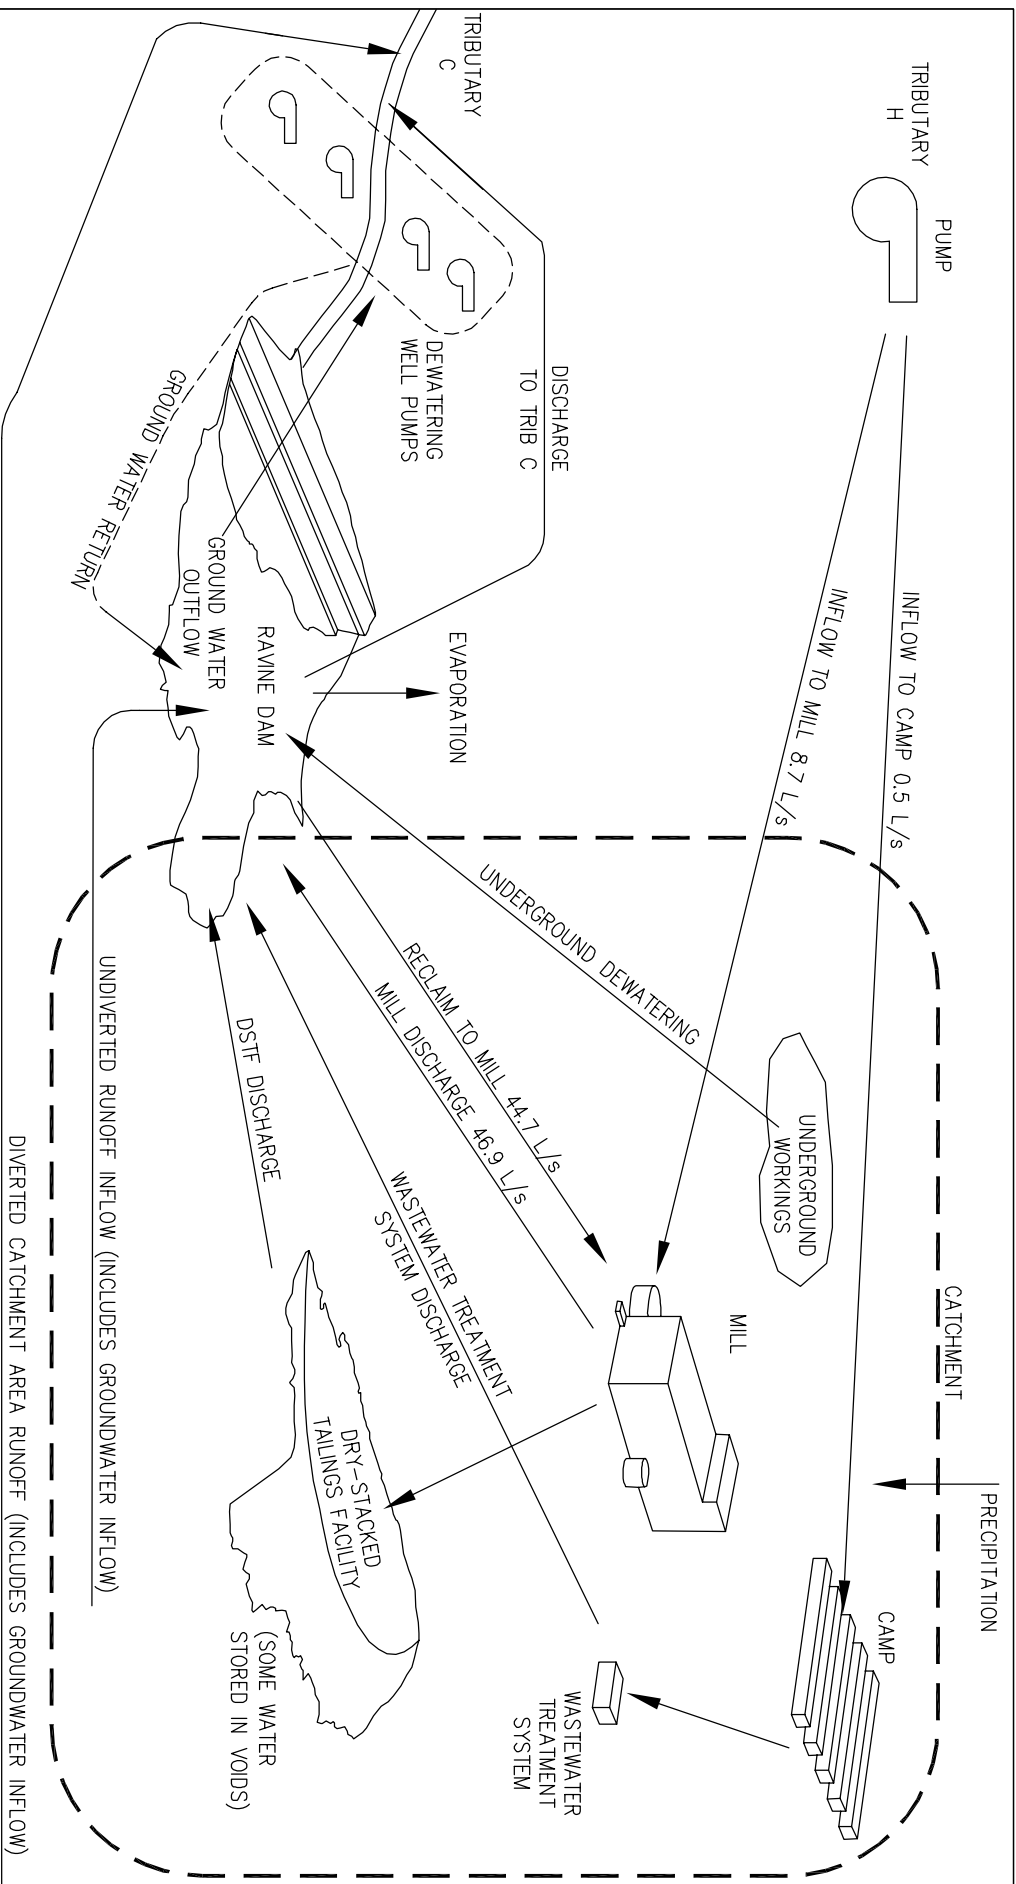 TRIBUTARY
H
PUMP
INFLOW TO CAMP 0.5 L/s
INFLOW TO MILL 8.7 L/s
CATCHMENT
PRECIPITATION
CAMP
UNDERGROUND
WORKINGS
MILL
TRIBUTARY
C
DISCHARGE
TO TRIB C
DEWATERING
WELL PUMPS
EVAPORATION
UNDERGROUND DEWATERING
RECLAIM TO MILL 44.7 L/s
MILL DISCHARGE 46.9 L/s
WASTEWATER TREATMENT
SYSTEM DISCHARGE
WASTEWATER
TREATMENT
SYSTEM
RAVINE DAM
GROUND WATER
OUTFLOW
GROUND WATER RETURN
DSTF DISCHARGE
DRY-STACKED
TAILINGS FACILITY
(SOME WATER
STORED IN VOIDS)
UNDIVERTED RUNOFF INFLOW (INCLUDES GROUNDWATER INFLOW)
DIVERTED CATCHMENT AREA RUNOFF (INCLUDES GROUNDWATER INFLOW)